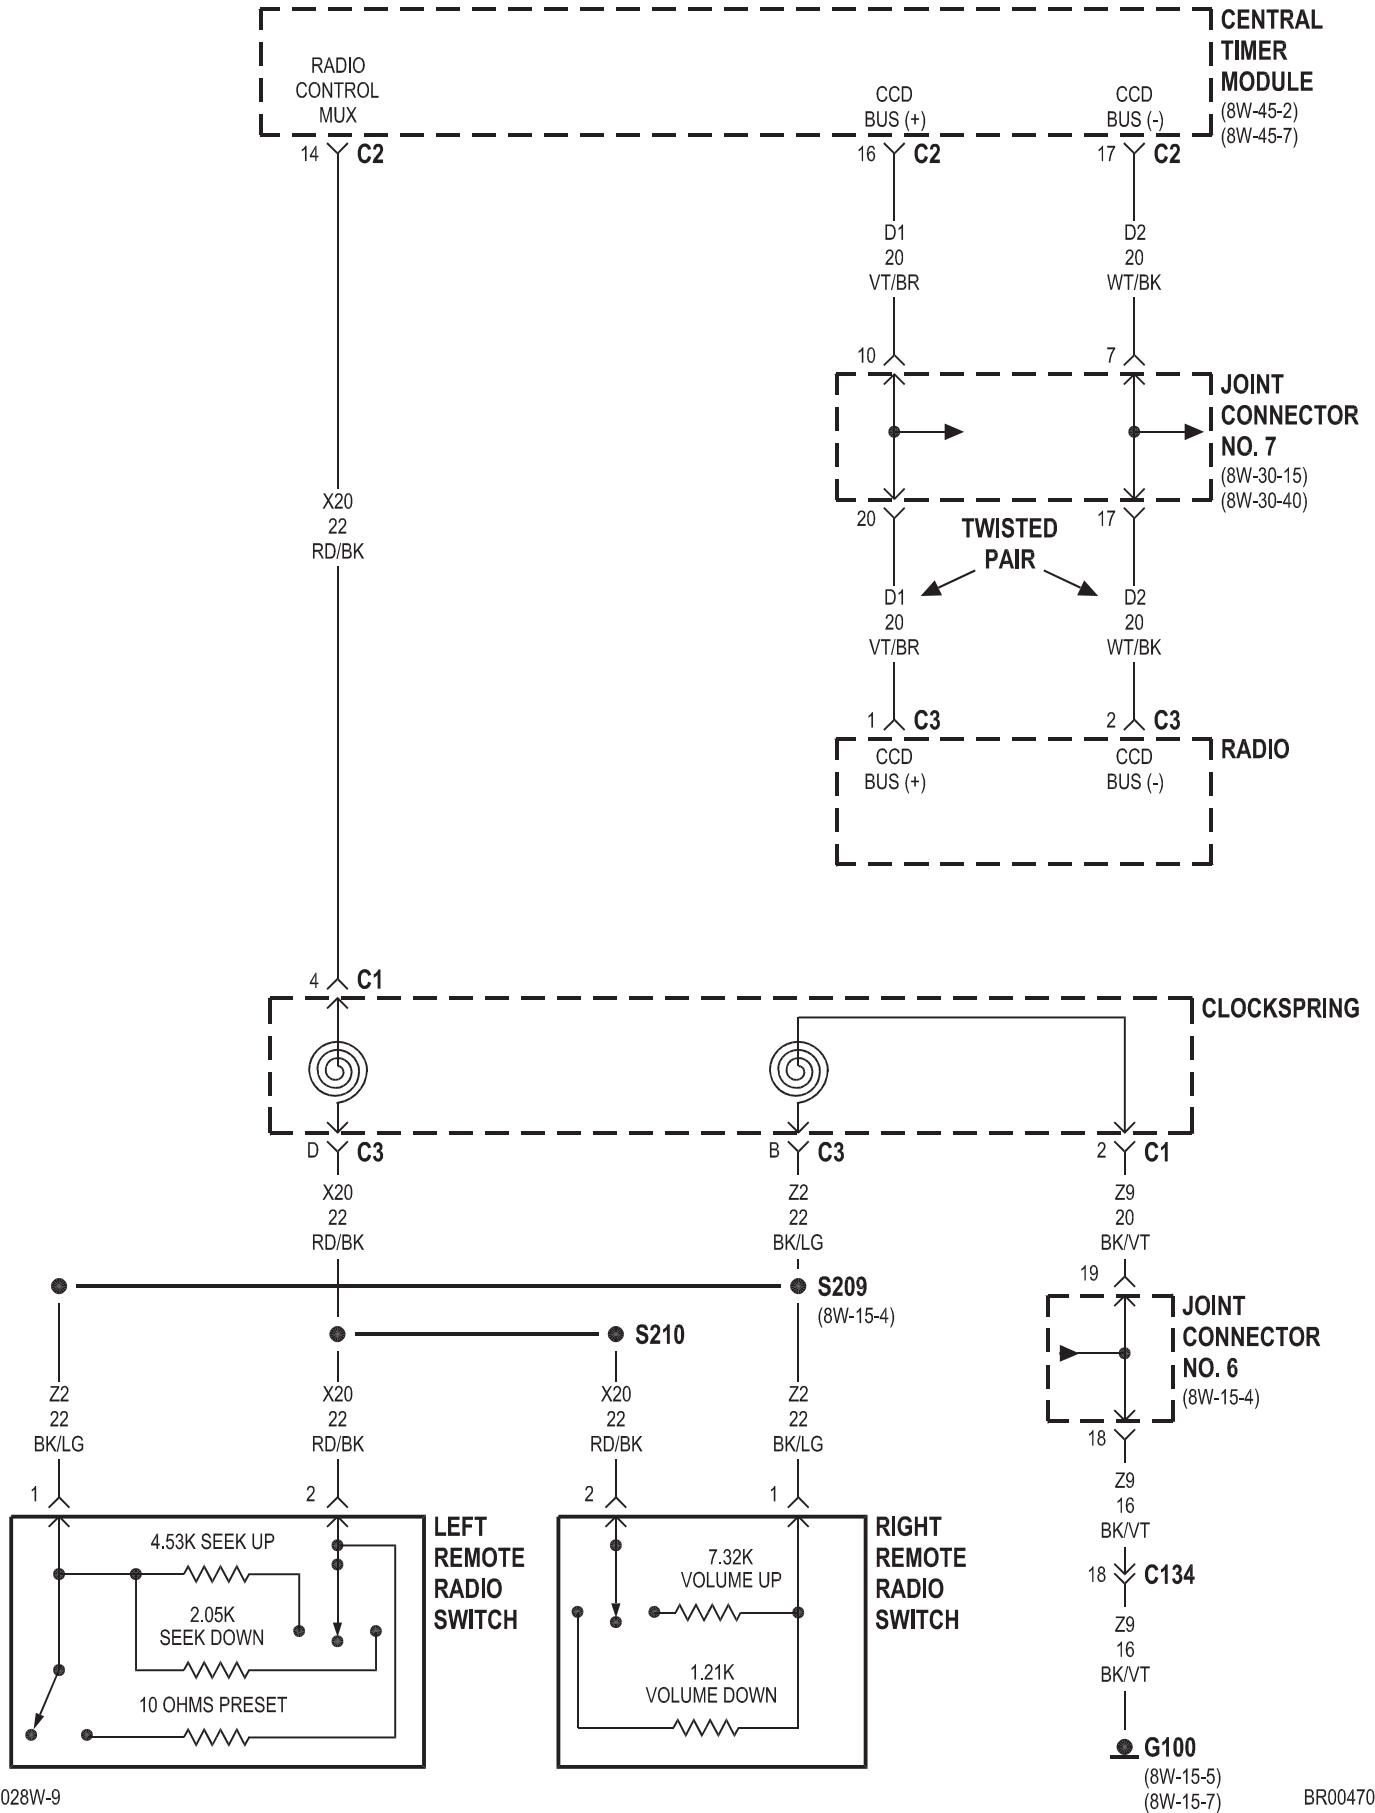 CENTRAL
TIMER
MODULE
(8W-45-2)
(8W-45-7)
RADIO
CONTROL
MUX
CCD
BUS (+)
CCD
BUS (-)
14 C2
16 C2
17 C2
D1
20
VT/BR
D2
20
WT/BK
10
7
JOINT
CONNECTOR
NO. 7
(8W-30-15)
(8W-30-40)
X20
22
RD/BK
20
17
TWISTED
PAIR
D1
20
VT/BR
D2
20
WT/BK
1 C3
2 C3
RADIO
CCD
BUS (+)
CCD
BUS (-)
4 C1
CLOCKSPRING
D C3
B C3
2 C1
X20
22
RD/BK
Z2
22
BK/LG
Z9
20
BK/VT
19
S209
(8W-15-4)
S210
JOINT
CONNECTOR
NO. 6
(8W-15-4)
Z2
22
BK/LG
X20
22
RD/BK
X20
22
RD/BK
Z2
22
BK/LG
18
Z9
16
BK/VT
1
2
2
1
LEFT
REMOTE
RADIO
SWITCH
4.53K SEEK UP
2.05K
SEEK DOWN
10 OHMS PRESET
RIGHT
REMOTE
RADIO
SWITCH
7.32K
VOLUME UP
1.21K
VOLUME DOWN
18 C134
Z9
16
BK/VT
G100
(8W-15-5)
(8W-15-7)
028W-9
BR00470